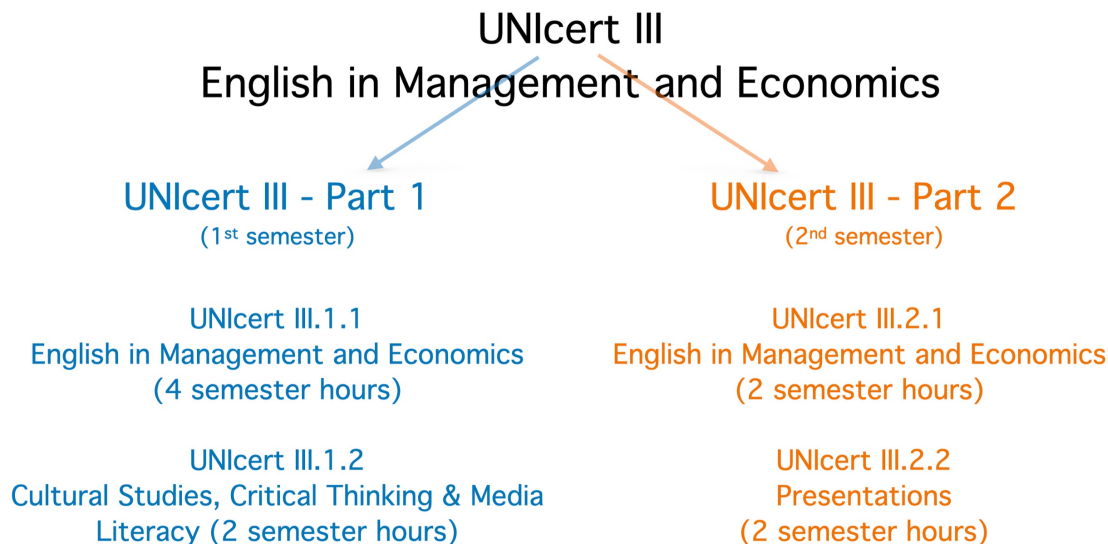 UNIcert III
English in Management and Economics
UNIcert III - Part 1
(1st semester)
UNIcert III.1.1
English in Management and Economics
(4 semester hours)
UNIcert III.1.2
Cultural Studies, Critical Thinking & Media
Literacy (2 semester hours)
UNIcert III - Part 2
(2nd semester)
UNIcert III.2.1
English in Management and Economics
(2 semester hours)
UNIcert III.2.2
Presentations
(2 semester hours)